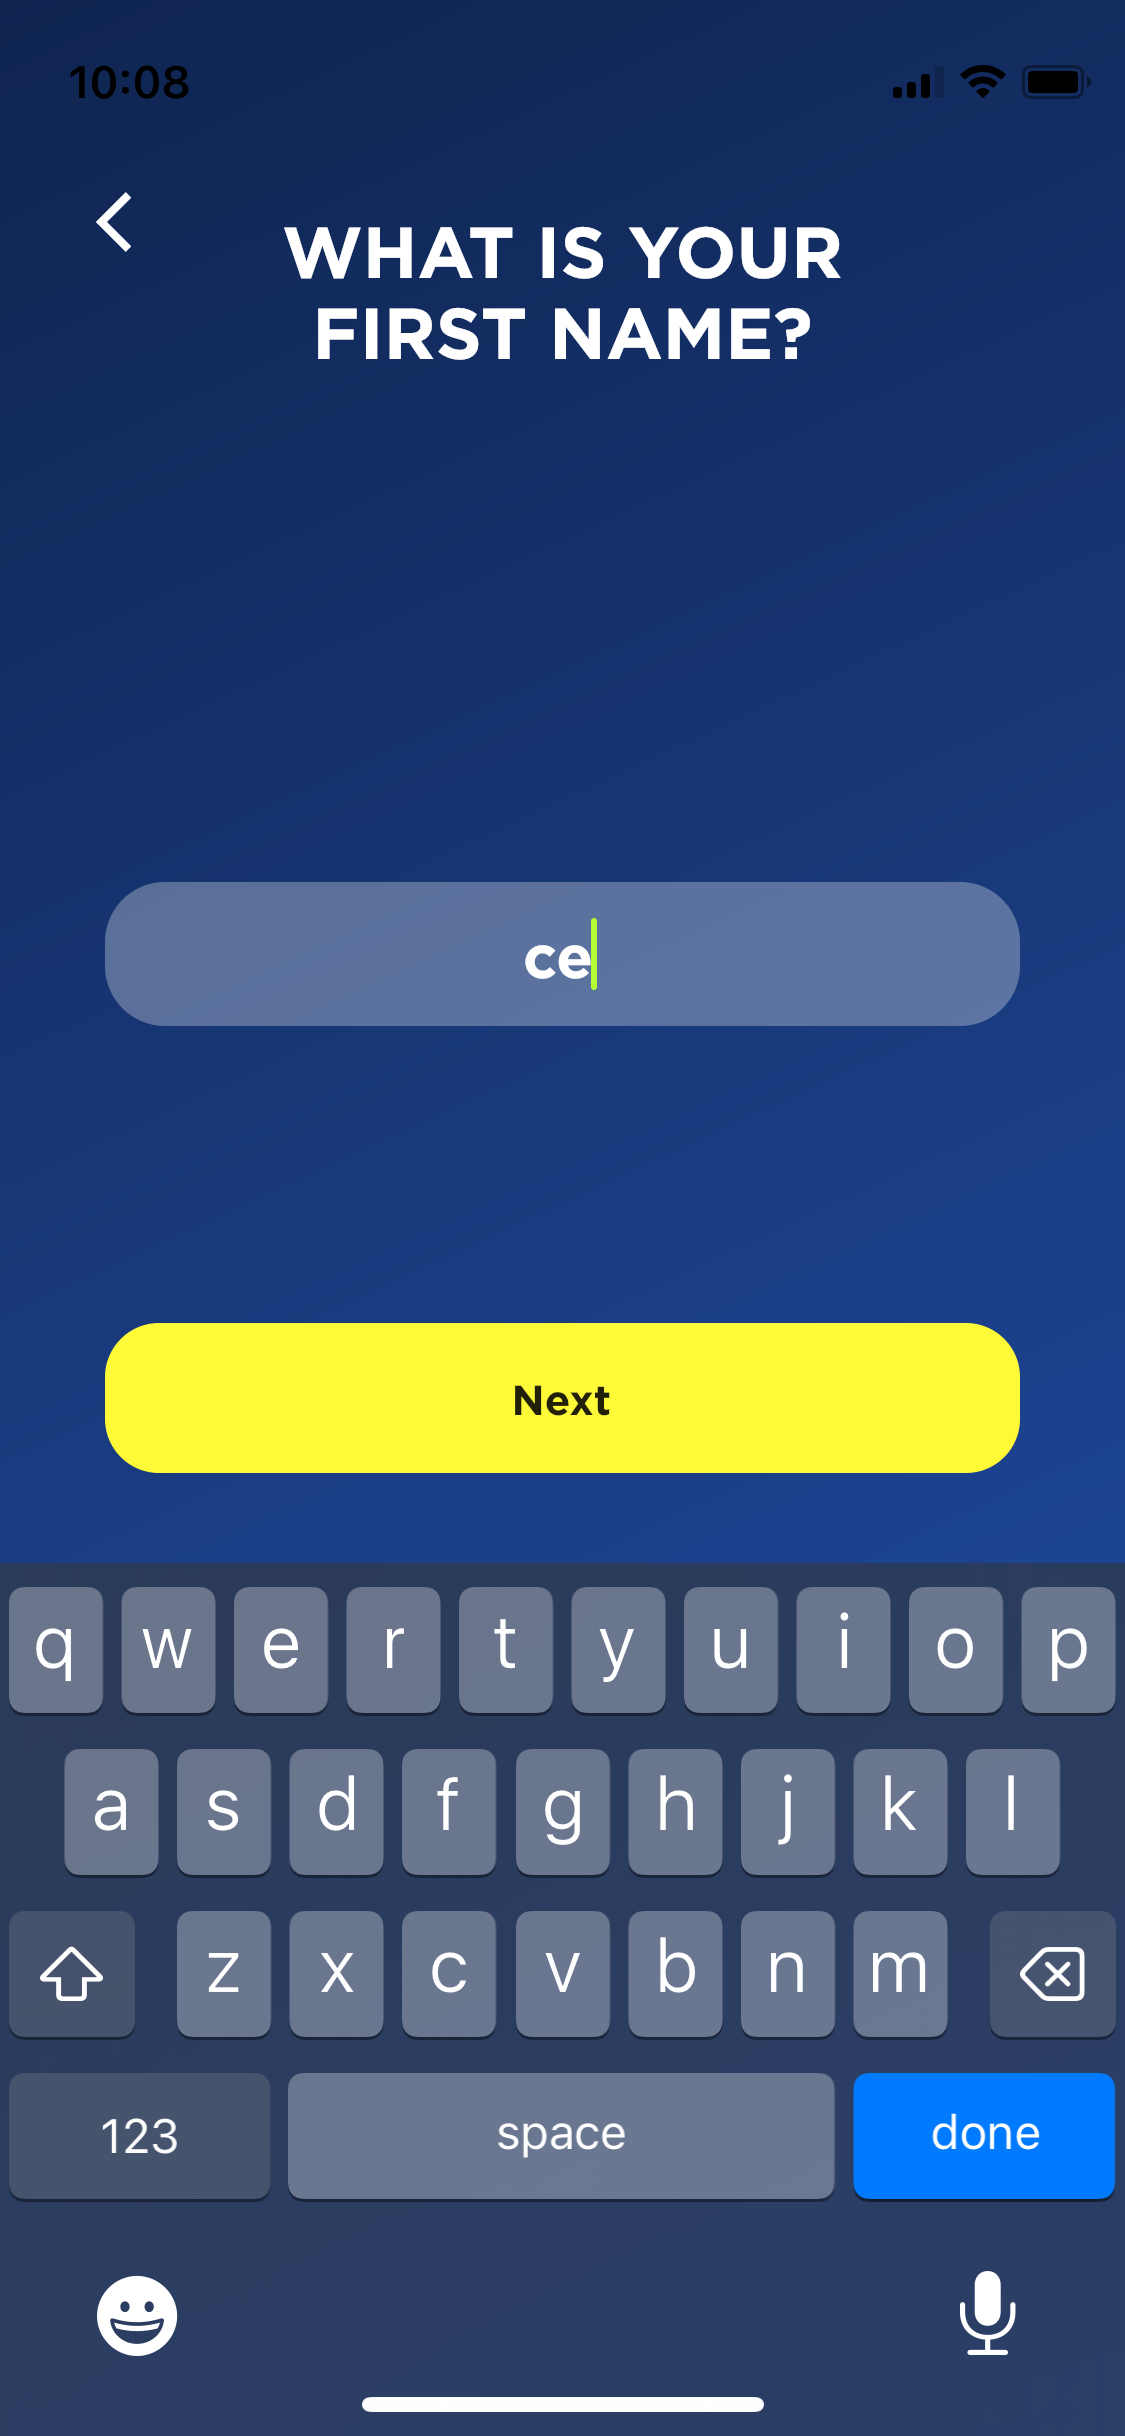 10:08
WHAT IS YOUR
FIRST NAME?
ce
Next
q w e r t y u i o p
a s d f g h j k l
z x c v b n m
123 space done